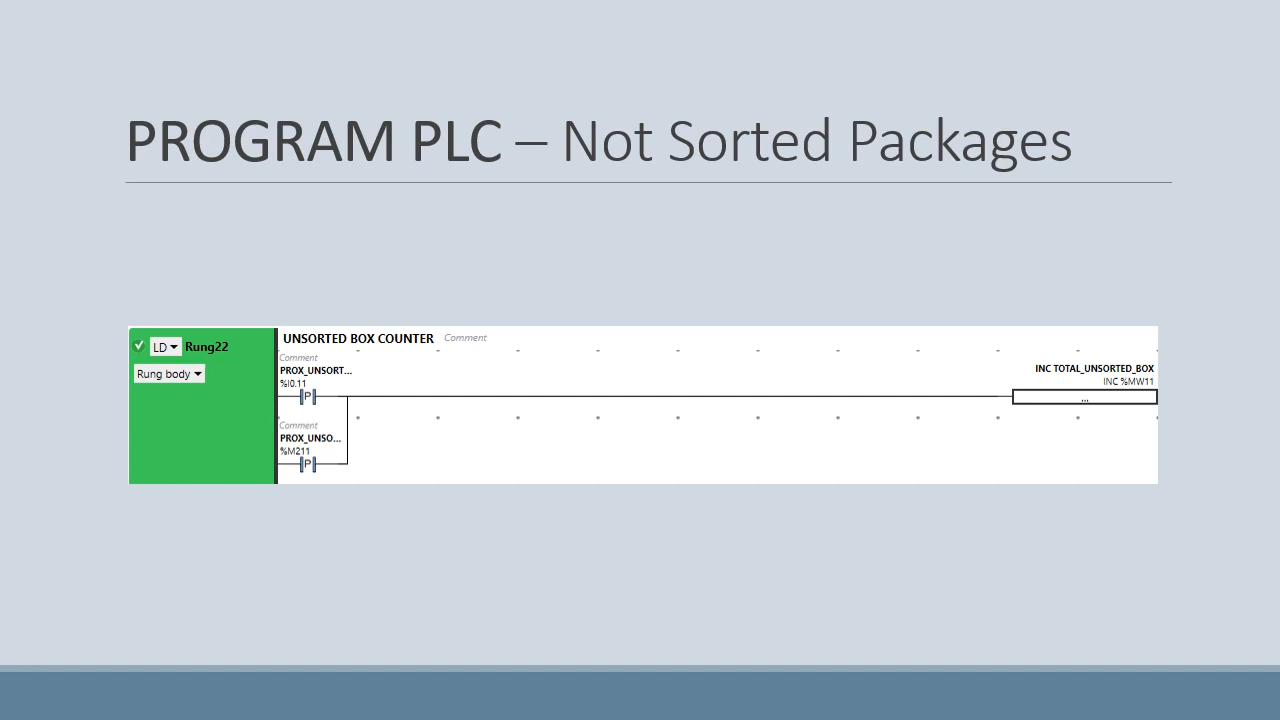 PROGRAM PLC – Not Sorted Packages
LD Rung22
Rung body
UNSORTED BOX COUNTER Comment
Comment
PROX_UNSORT...
%I0.11
P
INC TOTAL_UNSORTED_BOX
INC %MW11
...
Comment
PROX_UNSO...
%M211
P